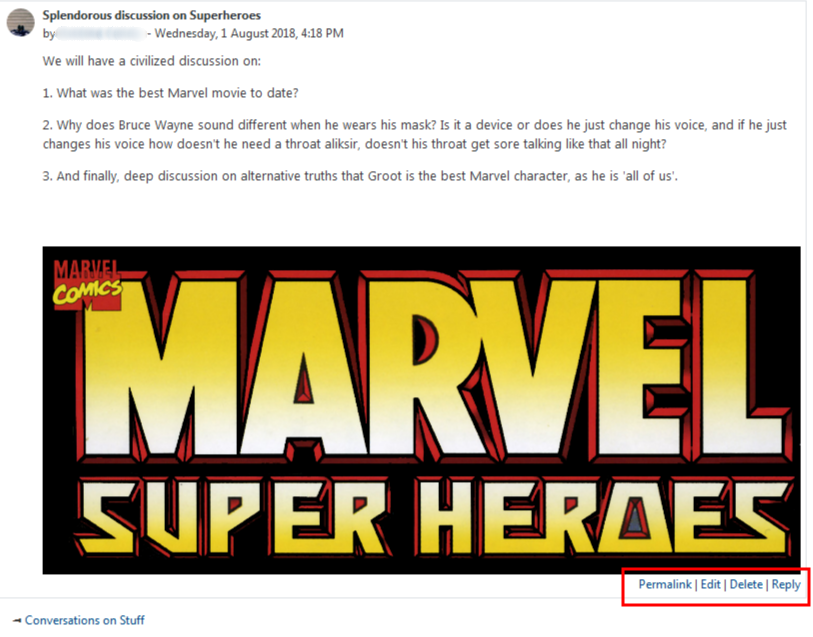 Splendorous discussion on Superheroes
by - Wednesday, 1 August 2018, 4:18 PM
We will have a civilized discussion on:
1. What was the best Marvel movie to date?
2. Why does Bruce Wayne sound different when he wears his mask? Is it a device or does he just change his voice, and if he just
changes his voice how doesn't he need a throat aliksir, doesn't his throat get sore talking like that all night?
3. And finally, deep discussion on alternative truths that Groot is the best Marvel character, as he is 'all of us'.
MARVEL
COMICS
MARVEL
SUPER HEROES
Permalink | Edit | Delete | Reply
◄ Conversations on Stuff